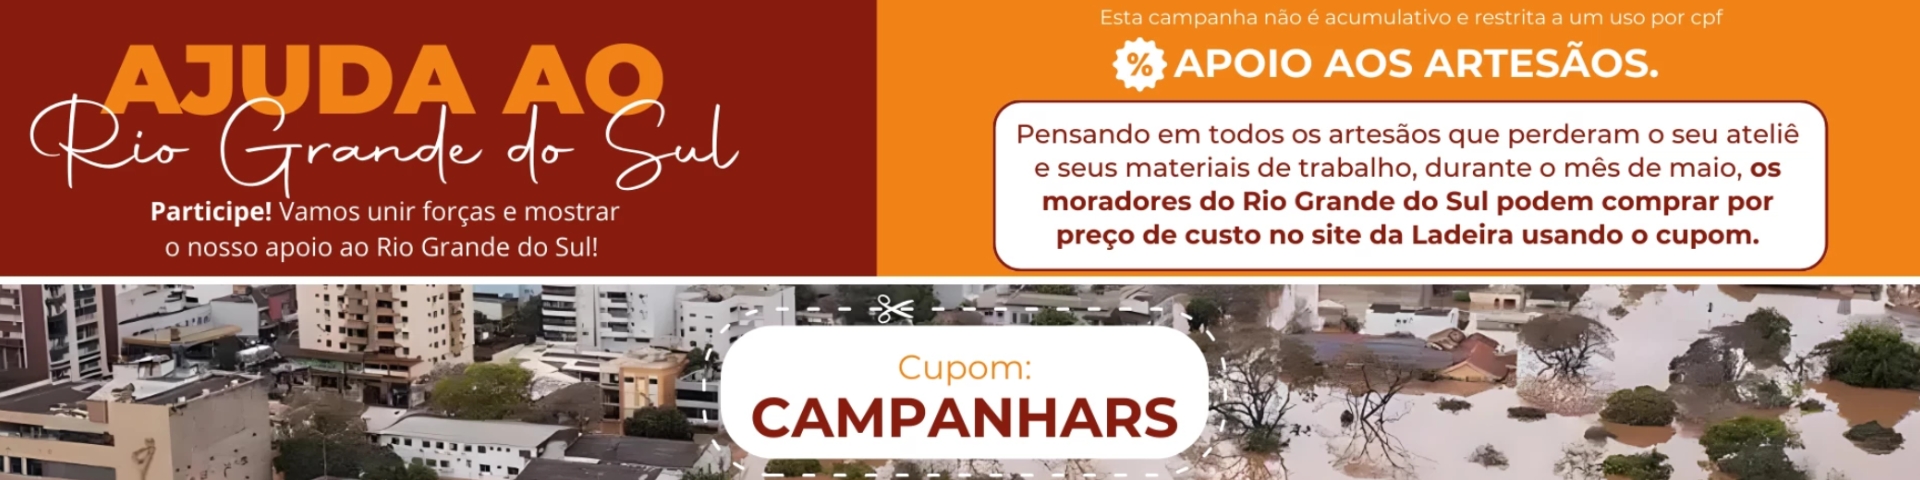 AJUDA AO
Rio Grande do Sul
Participe! Vamos unir forças e mostrar
o nosso apoio ao Rio Grande do Sul!
Esta campanha não é acumulativo e restrita a um uso por cpf
% APOIO AOS ARTESÃOS.
Pensando em todos os artesãos que perderam o seu ateliê
e seus materiais de trabalho, durante o mês de maio, os
moradores do Rio Grande do Sul podem comprar por
preço de custo no site da Ladeira usando o cupom.
Cupom:
CAMPANHARS